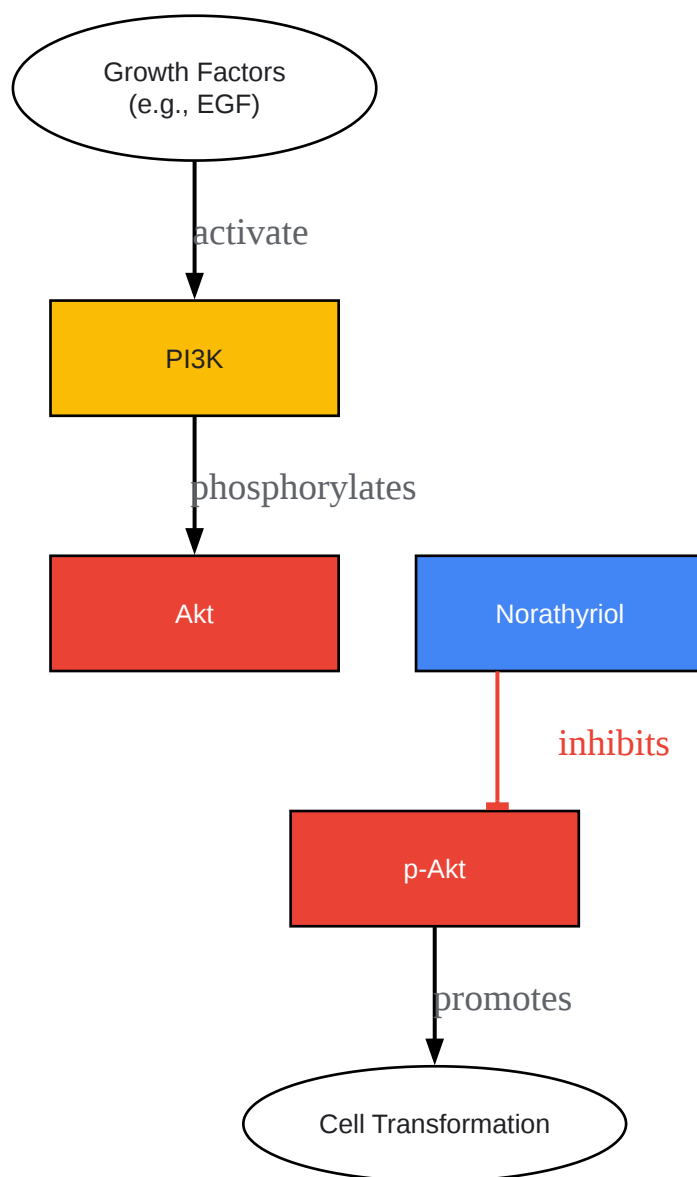 Growth Factors
(e.g., EGF)
activate
PI3K
phosphorylates
Akt
Norathyriol
inhibits
p-Akt
promotes
Cell Transformation